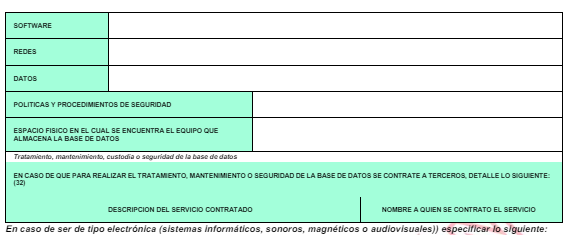 SOFTWARE
REDES
DATOS
POLITICAS Y PROCEDIMIENTOS DE SEGURIDAD
ESPACIO FISICO EN EL CUAL SE ENCUENTRA EL EQUIPO QUE
ALMACENA LA BASE DE DATOS
Tratamiento, mantenimiento, custodia o seguridad de la base de datos
EN CASO DE QUE PARA REALIZAR EL TRATAMIENTO, MANTENIMIENTO O SEGURIDAD DE LA BASE DE DATOS SE CONTRATE A TERCEROS, DETALLE LO SIGUIENTE:
(32)
DESCRIPCION DEL SERVICIO CONTRATADO NOMBRE A QUIEN SE CONTRATO EL SERVICIO
En caso de ser de tipo electrónica (sistemas informáticos, sonoros, magnéticos o audiovisuales)) especificar lo siguiente: